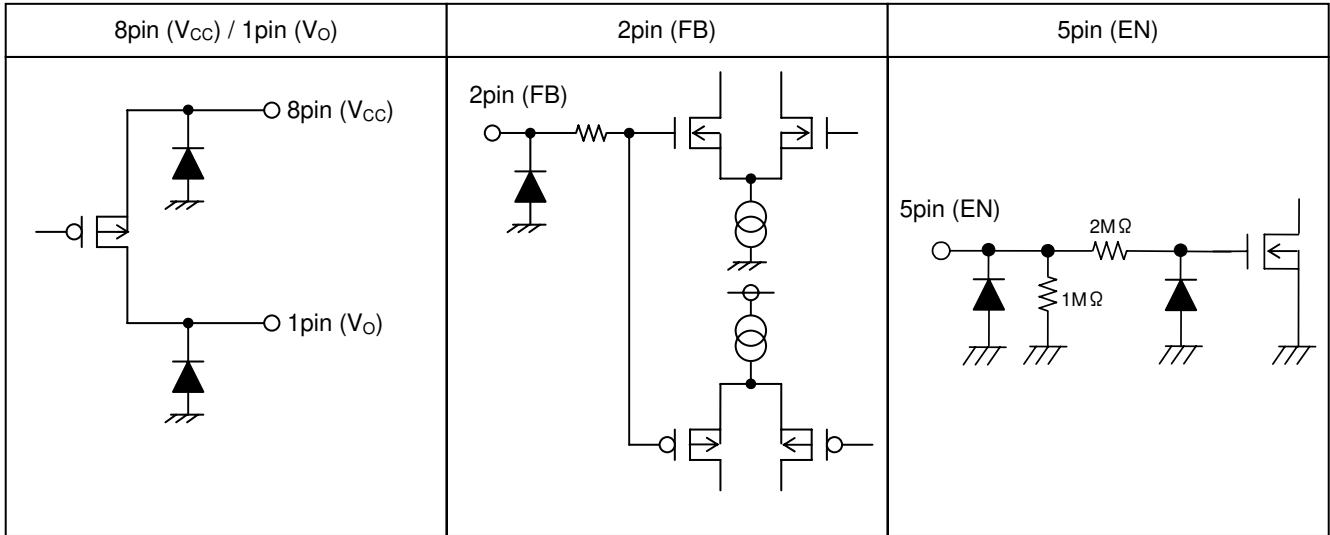 8pin (VCC) / 1pin (VO)
2pin (FB)
5pin (EN)
8pin (VCC)
1pin (VO)
2pin (FB)
5pin (EN)
2MΩ
1MΩ